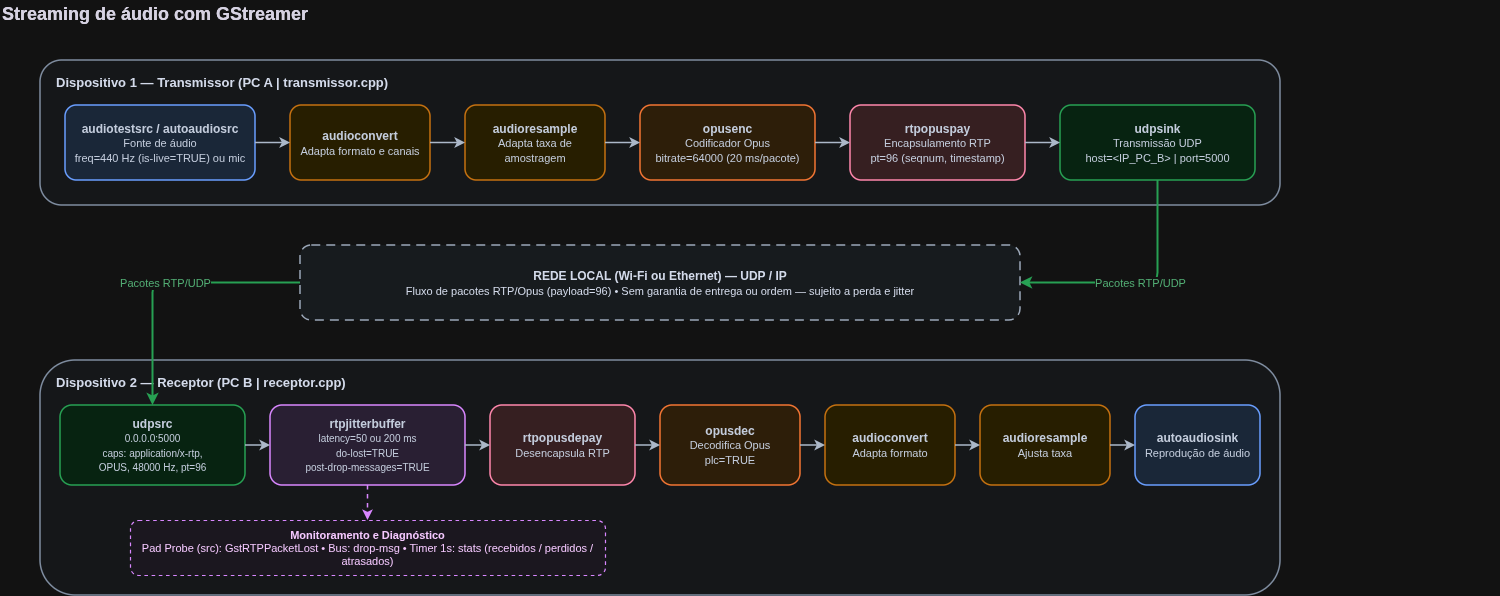 Streaming de áudio com GStreamer
Dispositivo 1 — Transmissor (PC A | transmissor.cpp)
audiotestsrc / autoaudiosrc
Fonte de áudio
freq=440 Hz (is-live=TRUE) ou mic
audioconvert
Adapta formato e canais
audioresample
Adapta taxa de
amostragem
opusenc
Codificador Opus
bitrate=64000 (20 ms/pacote)
rtpopuspay
Encapsulamento RTP
pt=96 (seqnum, timestamp)
udpsink
Transmissão UDP
host=<IP_PC_B> | port=5000
REDE LOCAL (Wi-Fi ou Ethernet) — UDP / IP
Fluxo de pacotes RTP/Opus (payload=96) • Sem garantia de entrega ou ordem — sujeito a perda e jitter
Pacotes RTP/UDP
Pacotes RTP/UDP
Dispositivo 2 — Receptor (PC B | receptor.cpp)
udpsrc
0.0.0.0:5000
caps: application/x-rtp,
OPUS, 48000 Hz, pt=96
rtpjitterbuffer
latency=50 ou 200 ms
do-lost=TRUE
post-drop-messages=TRUE
rtpopusdepay
Desencapsula RTP
opusdec
Decodifica Opus
plc=TRUE
audioconvert
Adapta formato
audioresample
Ajusta taxa
autoaudiosink
Reprodução de áudio
Monitoramento e Diagnóstico
Pad Probe (src): GstRTPPacketLost • Bus: drop-msg • Timer 1s: stats (recebidos / perdidos /
atrasados)